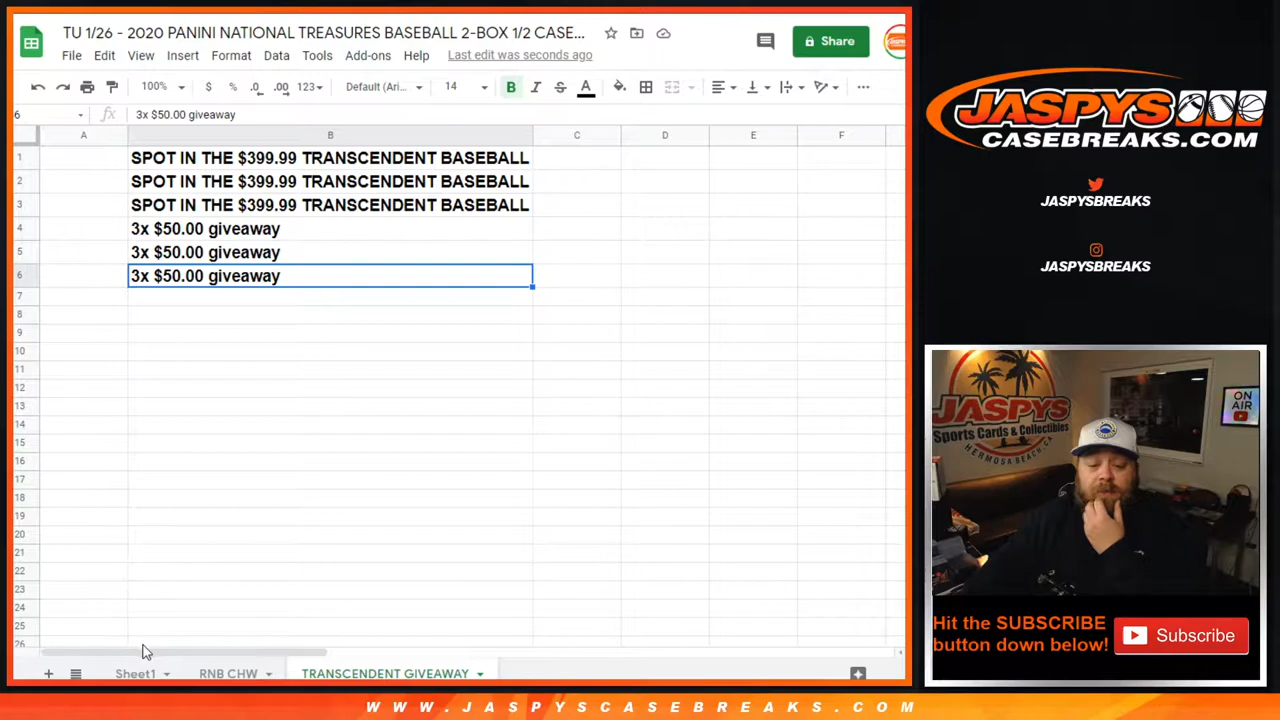 TU 1/26 - 2020 PANINI NATIONAL TREASURES BASEBALL 2-BOX 1/2 CASE...
File Edit View Insert Format Data Tools Add-ons Help Last edit was seconds ago
Share
100% $ % .0 .00 123 Default (Ari... 14 B I S A
6 fx 3x $50.00 giveaway
A B C D E F
1 SPOT IN THE $399.99 TRANSCENDENT BASEBALL
2 SPOT IN THE $399.99 TRANSCENDENT BASEBALL
3 SPOT IN THE $399.99 TRANSCENDENT BASEBALL
4 3x $50.00 giveaway
5 3x $50.00 giveaway
6 3x $50.00 giveaway
7
8
9
10
11
12
13
14
15
16
17
18
19
20
21
22
23
24
25
26
+ Sheet1 RNB CHW TRANSCENDENT GIVEAWAY
JASPYS
CASEBREAKS.COM
JASPYSBREAKS
JASPYSBREAKS
JASPYS
Sports Cards & Collectibles
HERMOSA BEACH, CA
ON
AIR
Hit the SUBSCRIBE
button down below!
Subscribe
WWW.JASPYSCASEBREAKS.COM